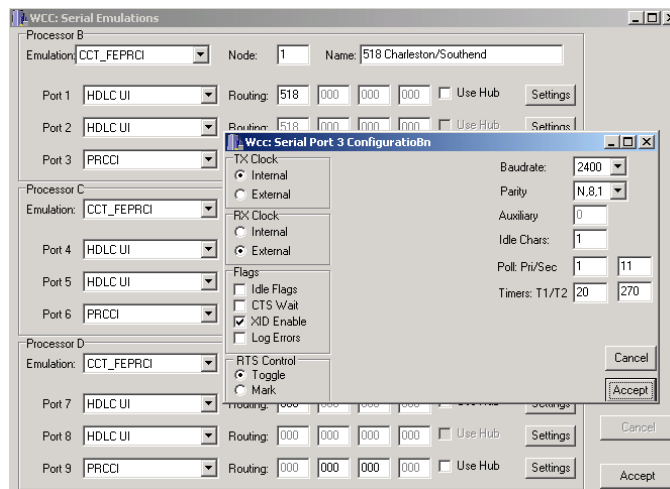 WCC: Serial Emulations
Processor B
Emulation: CCT_FEPRCI Node: 1 Name: 518 Charleston/Southend
Port 1 HDLC UI Routing: 518 000 000 000 Use Hub Settings
Port 2 HDLC UI Routing: 518 000 000 000 Use Hub Settings
Port 3 PRCCI
Processor C
Emulation: CCT_FEPRCI
Port 4 HDLC UI
Port 5 HDLC UI
Port 6 PRCCI
Processor D
Emulation: CCT_FEPRCI
Port 7 HDLC UI Routing: 000 000 000 000 Use Hub Settings
Port 8 HDLC UI Routing: 000 000 000 000 Use Hub Settings
Port 9 PRCCI Routing: 000 000 000 000 Use Hub Settings
Cancel
Accept
Wcc: Serial Port 3 ConfiguratioBn
TX Clock
Internal
External
RX Clock
Internal
External
Flags
Idle Flags
CTS Wait
XID Enable
Log Errors
RTS Control
Toggle
Mark
Baudrate: 2400
Parity N,8,1
Auxiliary 0
Idle Chars: 1
Poll: Pri/Sec 1 11
Timers: T1/T2 20 270
Cancel
Accept